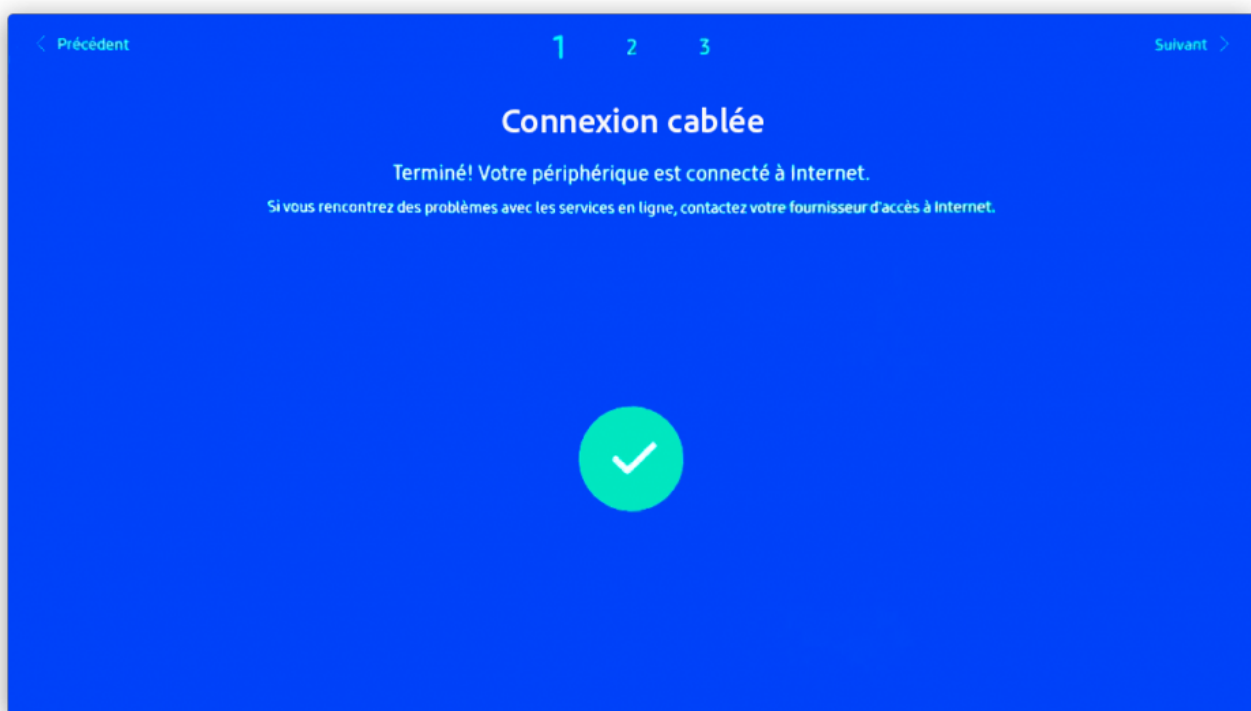 Précédent
1 2 3
Suivant
Connexion cablée
Terminé! Votre périphérique est connecté à Internet.
Si vous rencontrez des problèmes avec les services en ligne, contactez votre fournisseur d'accès à Internet.